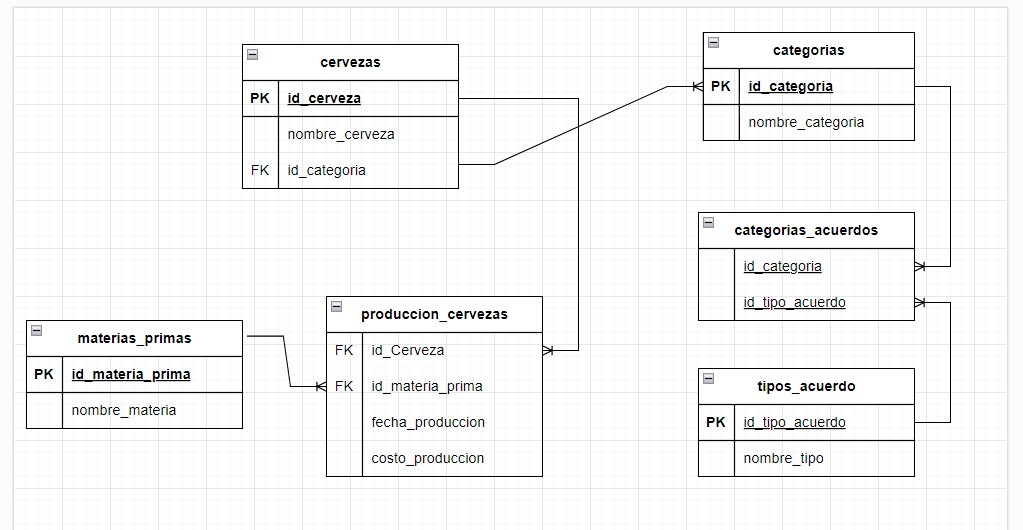 cervezas
PK id_cerveza
nombre_cerveza
FK id_categoria
categorias
PK id_categoria
nombre_categoria
categorias_acuerdos
id_categoria
id_tipo_acuerdo
materias_primas
PK id_materia_prima
nombre_materia
produccion_cervezas
FK id_Cerveza
FK id_materia_prima
fecha_produccion
costo_produccion
tipos_acuerdo
PK id_tipo_acuerdo
nombre_tipo